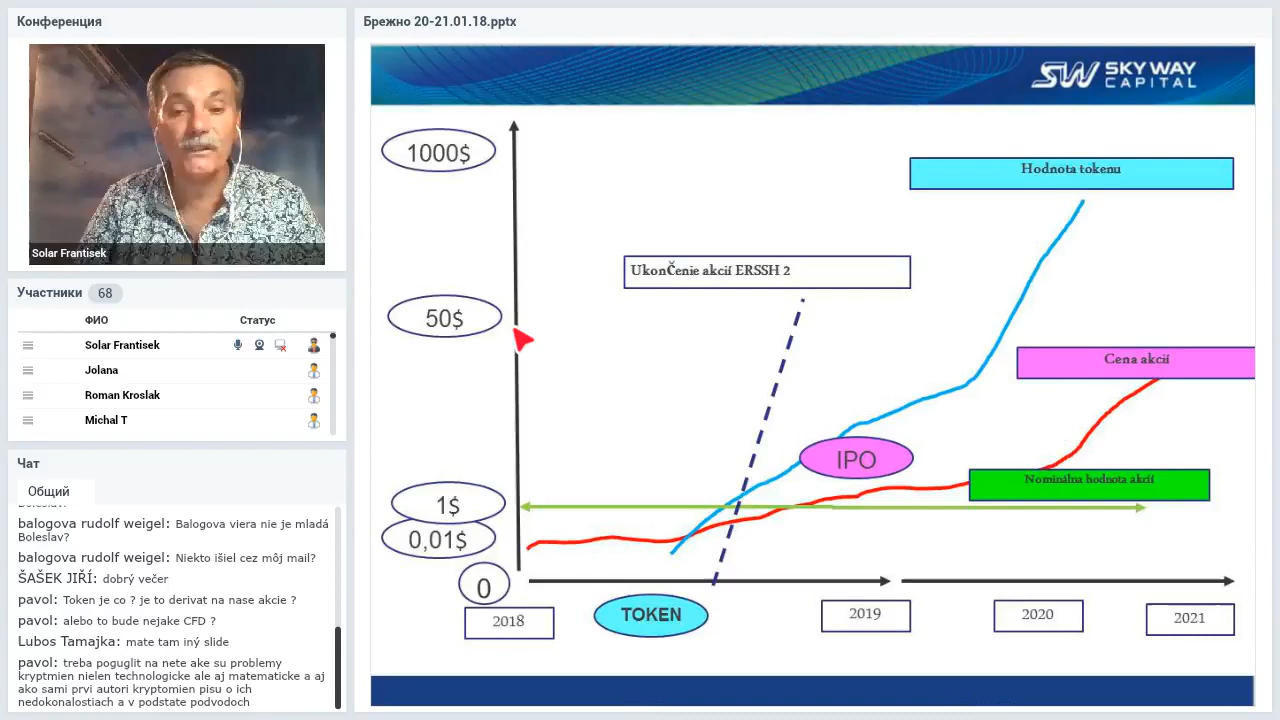 Конференция
Solar Frantisek
Участники 68
ФИО Статус
Solar Frantisek
Jolana
Roman Kroslak
Michal T
Чат
Общий
balogova rudolf weigel: Balogova viera nie je mladá
Boleslav?
balogova rudolf weigel: Niekto išiel cez môj mail?
ŠAŠEK JIŘÍ: dobrý večer
pavol: Token je co ? je to derivat na nase akcie ?
pavol: alebo to bude nejake CFD ?
Lubos Tamajka: mate tam iný slide
pavol: treba poguglit na nete ake su problemy
kryptmien nielen technologicke ale aj matematicke a aj
ako sami prvi autori kryptomien pisu o ich
nedokonalostiach a v podstate podvodoch
Брежно 20-21.01.18.pptx
SW SKY WAY
CAPITAL
1000$
Hodnota tokenu
UkonČenie akcií ERSSH 2
50$
Cena akcií
IPO
Nominálna hodnota akcií
1$
0,01$
0
TOKEN
2018
2019
2020
2021